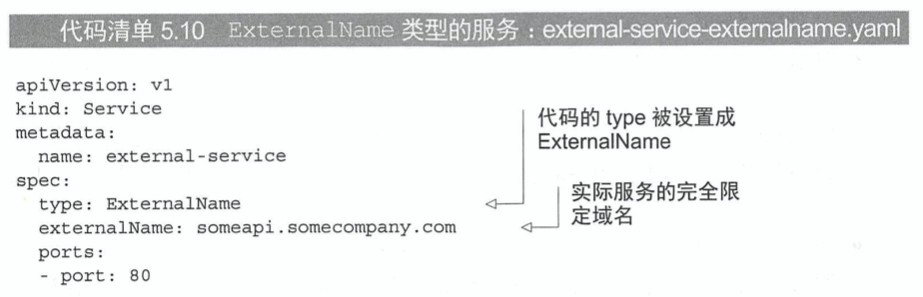 代码清单 5.10 ExternalName 类型的服务：external-service-externalname.yaml
apiVersion: v1
kind: Service
metadata:
  name: external-service
spec:
  type: ExternalName
  externalName: someapi.somecompany.com
  ports:
  - port: 80
代码的 type 被设置成
ExternalName
实际服务的完全限
定域名